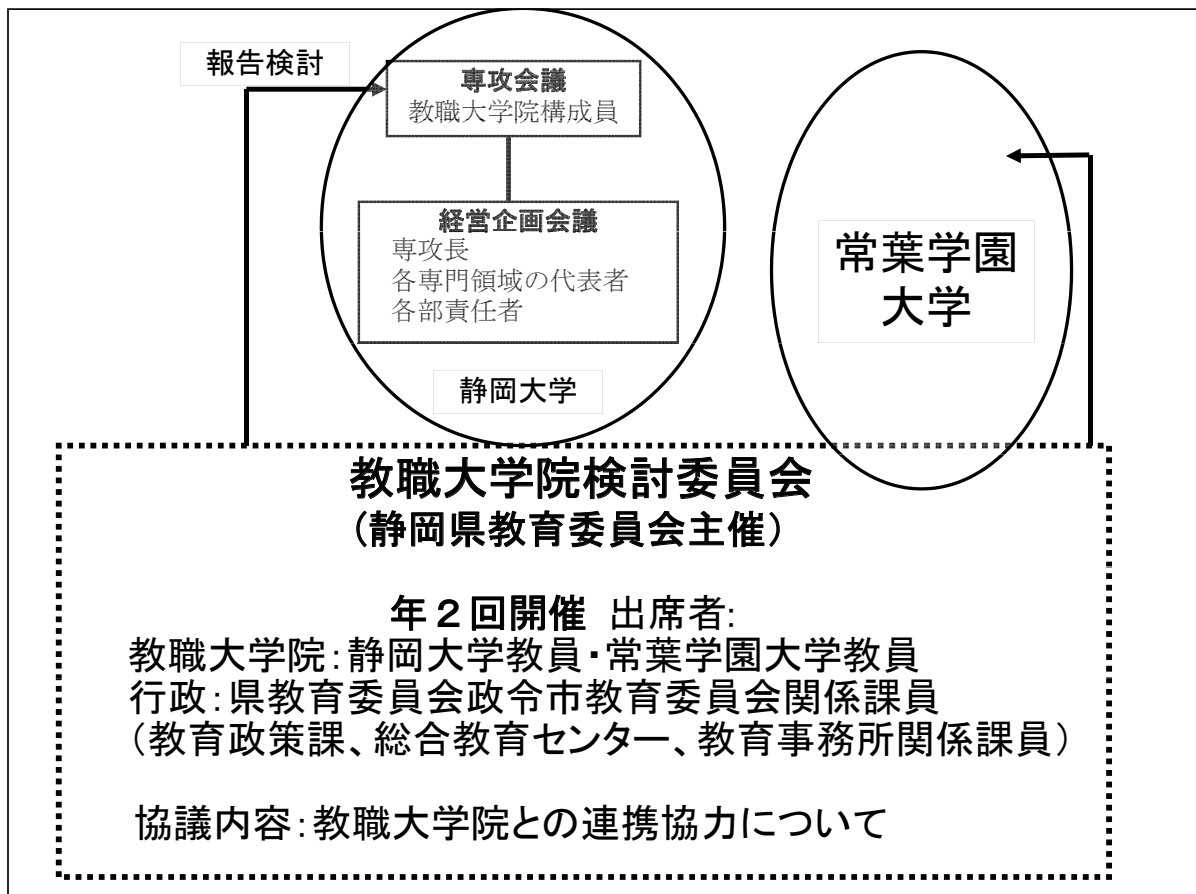 報告検討
専攻会議
教職大学院構成員
経営企画会議
専攻長
各専門領域の代表者
各部責任者
静岡大学
常葉学園
大学
教職大学院検討委員会
(静岡県教育委員会主催)
年2回開催 出席者:
教職大学院:静岡大学教員・常葉学園大学教員
行政:県教育委員会政令市教育委員会関係課員
(教育政策課、総合教育センター、教育事務所関係課員)
協議内容:教職大学院との連携協力について